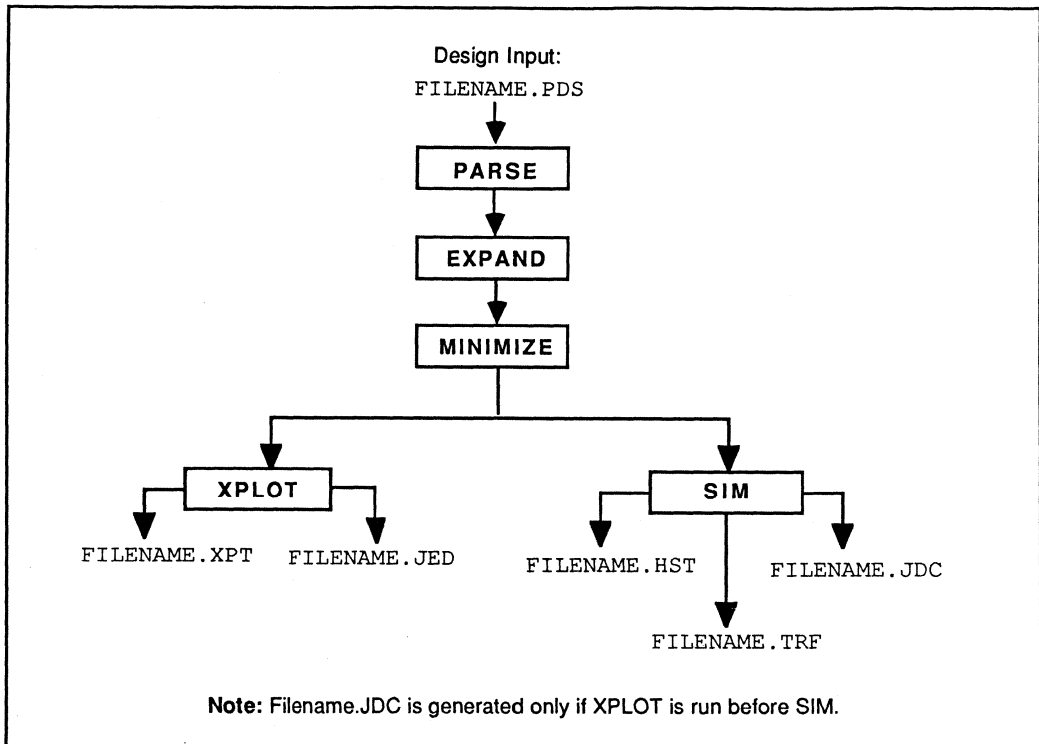 Design Input:
FILENAME.PDS
PARSE
EXPAND
MINIMIZE
XPLOT
SIM
FILENAME.XPT
FILENAME.JED
FILENAME.HST
FILENAME.JDC
FILENAME.TRF
Note: Filename.JDC is generated only if XPLOT is run before SIM.